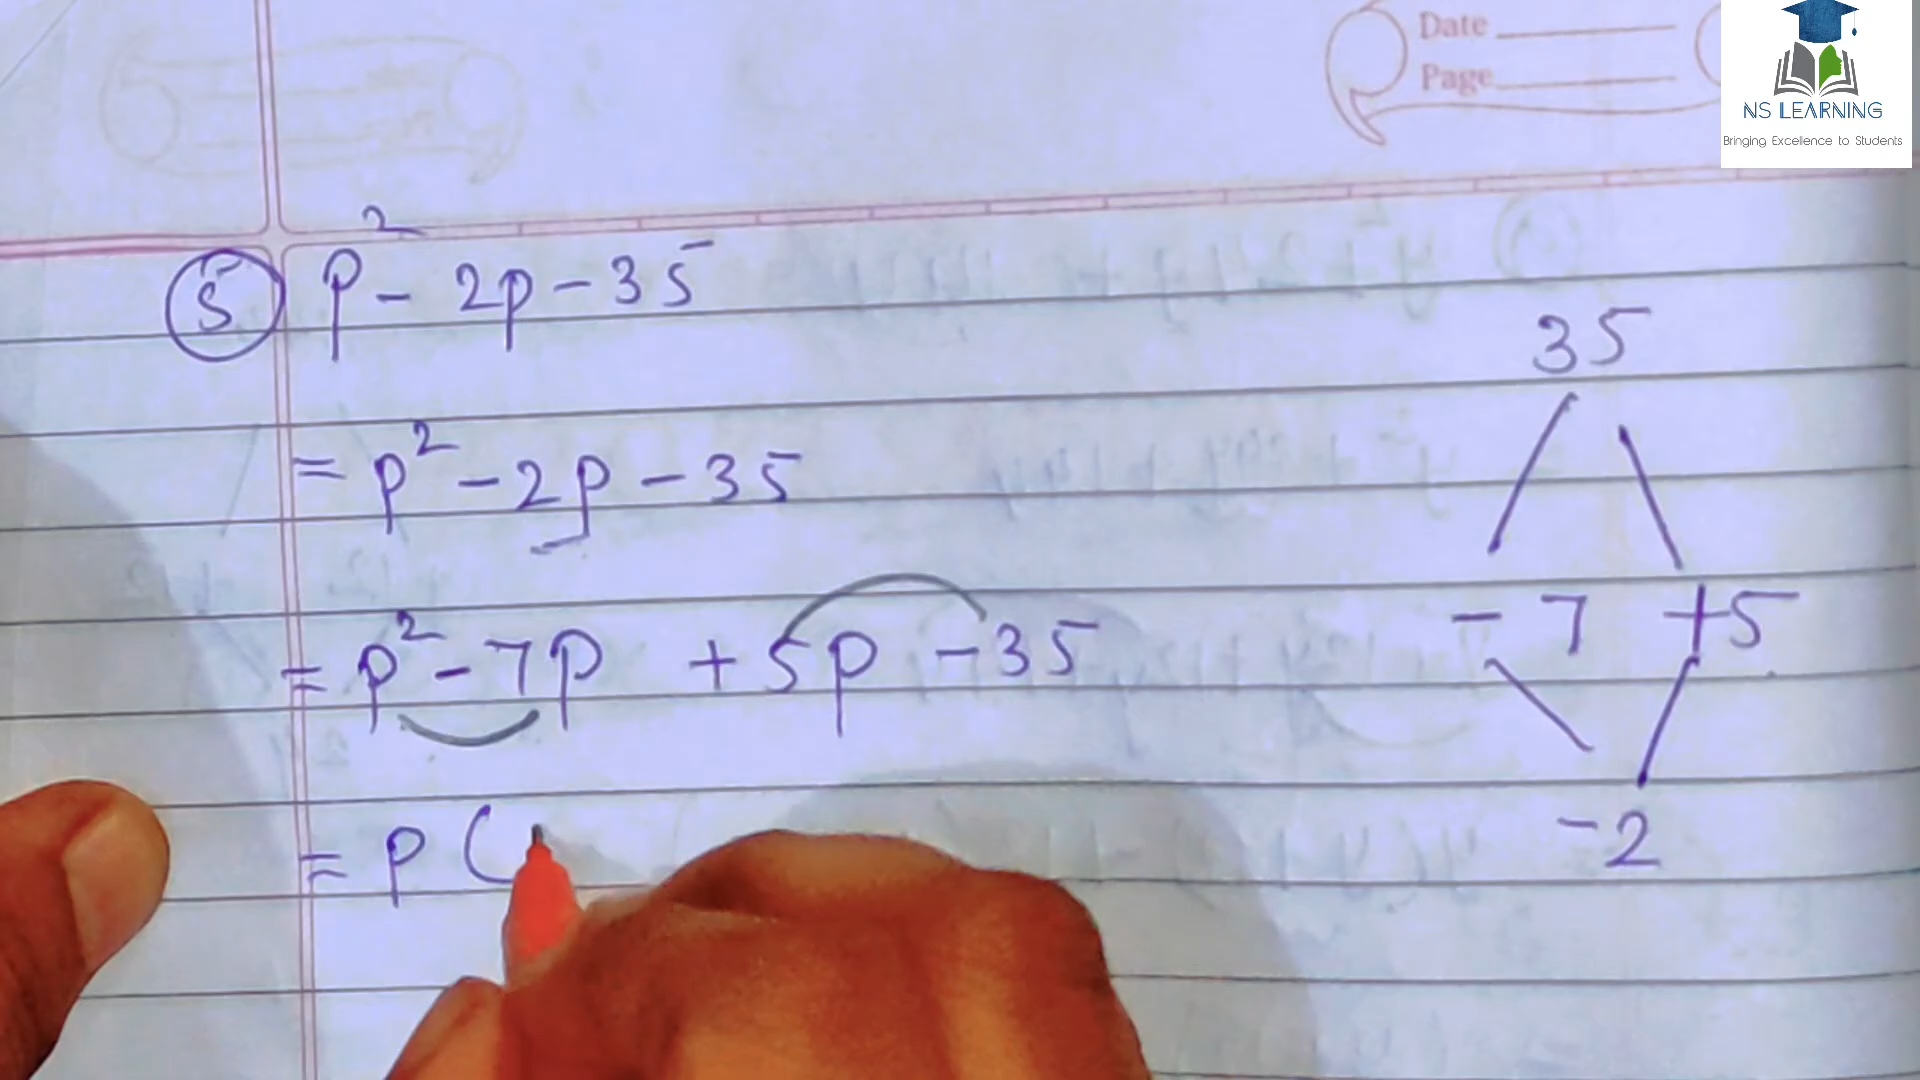 Date
Page
NS LEARNING
Bringing Excellence to Students
5 p² - 2p - 35
= p² - 2p - 35
= p² - 7p + 5p - 35
= p (
35
- 7 + 5
- 2